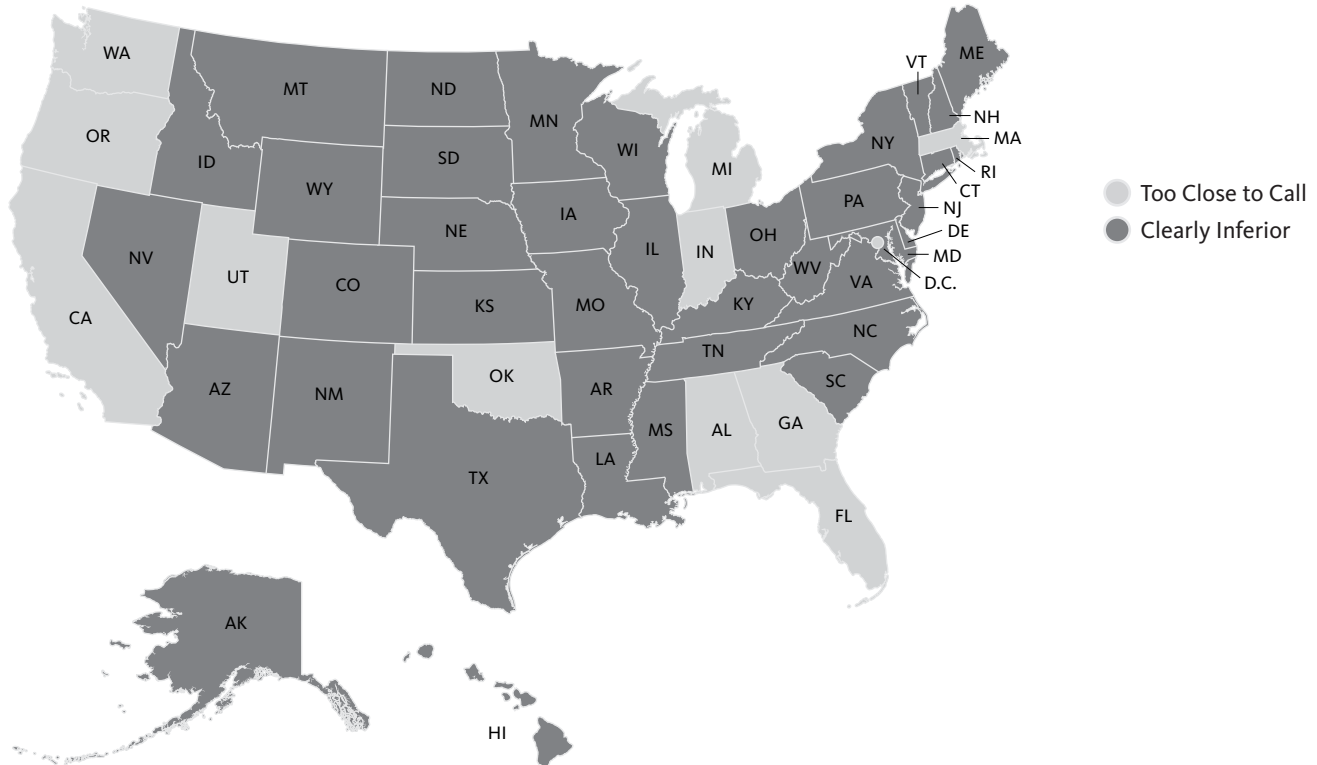 WA
MT
ND
MN
OR
ID
SD
WI
WY
MI
NE
IA
NV
UT
CO
IL
IN
OH
PA
NY
VT
ME
NH
MA
RI
CT
NJ
DE
MD
D.C.
WV
VA
CA
KS
MO
KY
NC
TN
AZ
NM
OK
AR
SC
MS
AL
GA
LA
TX
FL
AK
HI
Too Close to Call
Clearly Inferior